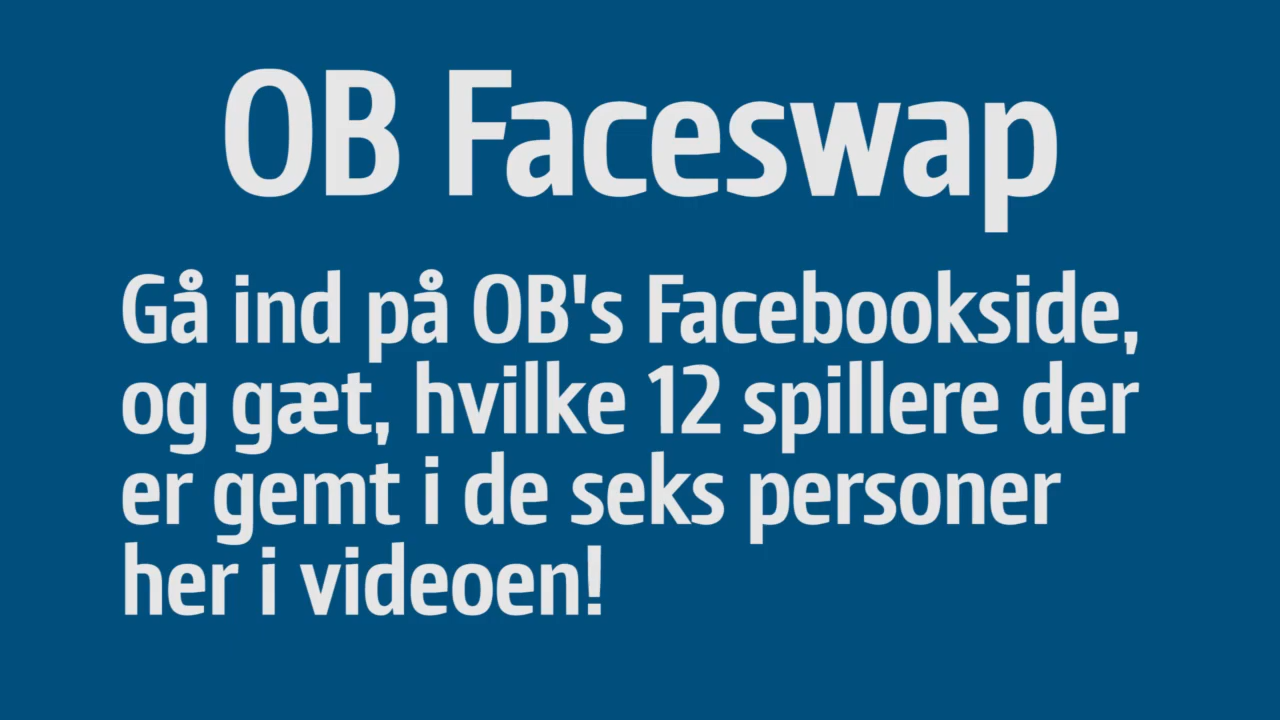 OB Faceswap
Gå ind på OB's Facebookside,
og gæt, hvilke 12 spillere der
er gemt i de seks personer
her i videoen!